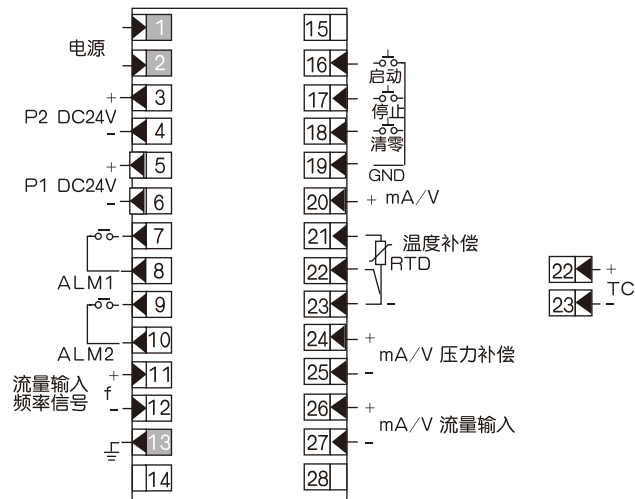 电源
1
2
P2 DC24V
+ 3
- 4
P1 DC24V
+ 5
- 6
7
8
ALM1
9
10
ALM2
流量输入
频率信号 f
+ 11
- 12
13
14
15
16 启动
17 停止
18 清零
19
GND
20 + mA/V
21 温度补偿
RTD
22
23 -
24 +
mA/V 压力补偿
25 -
26 +
mA/V 流量输入
27 -
28
22 +
TC
23 -